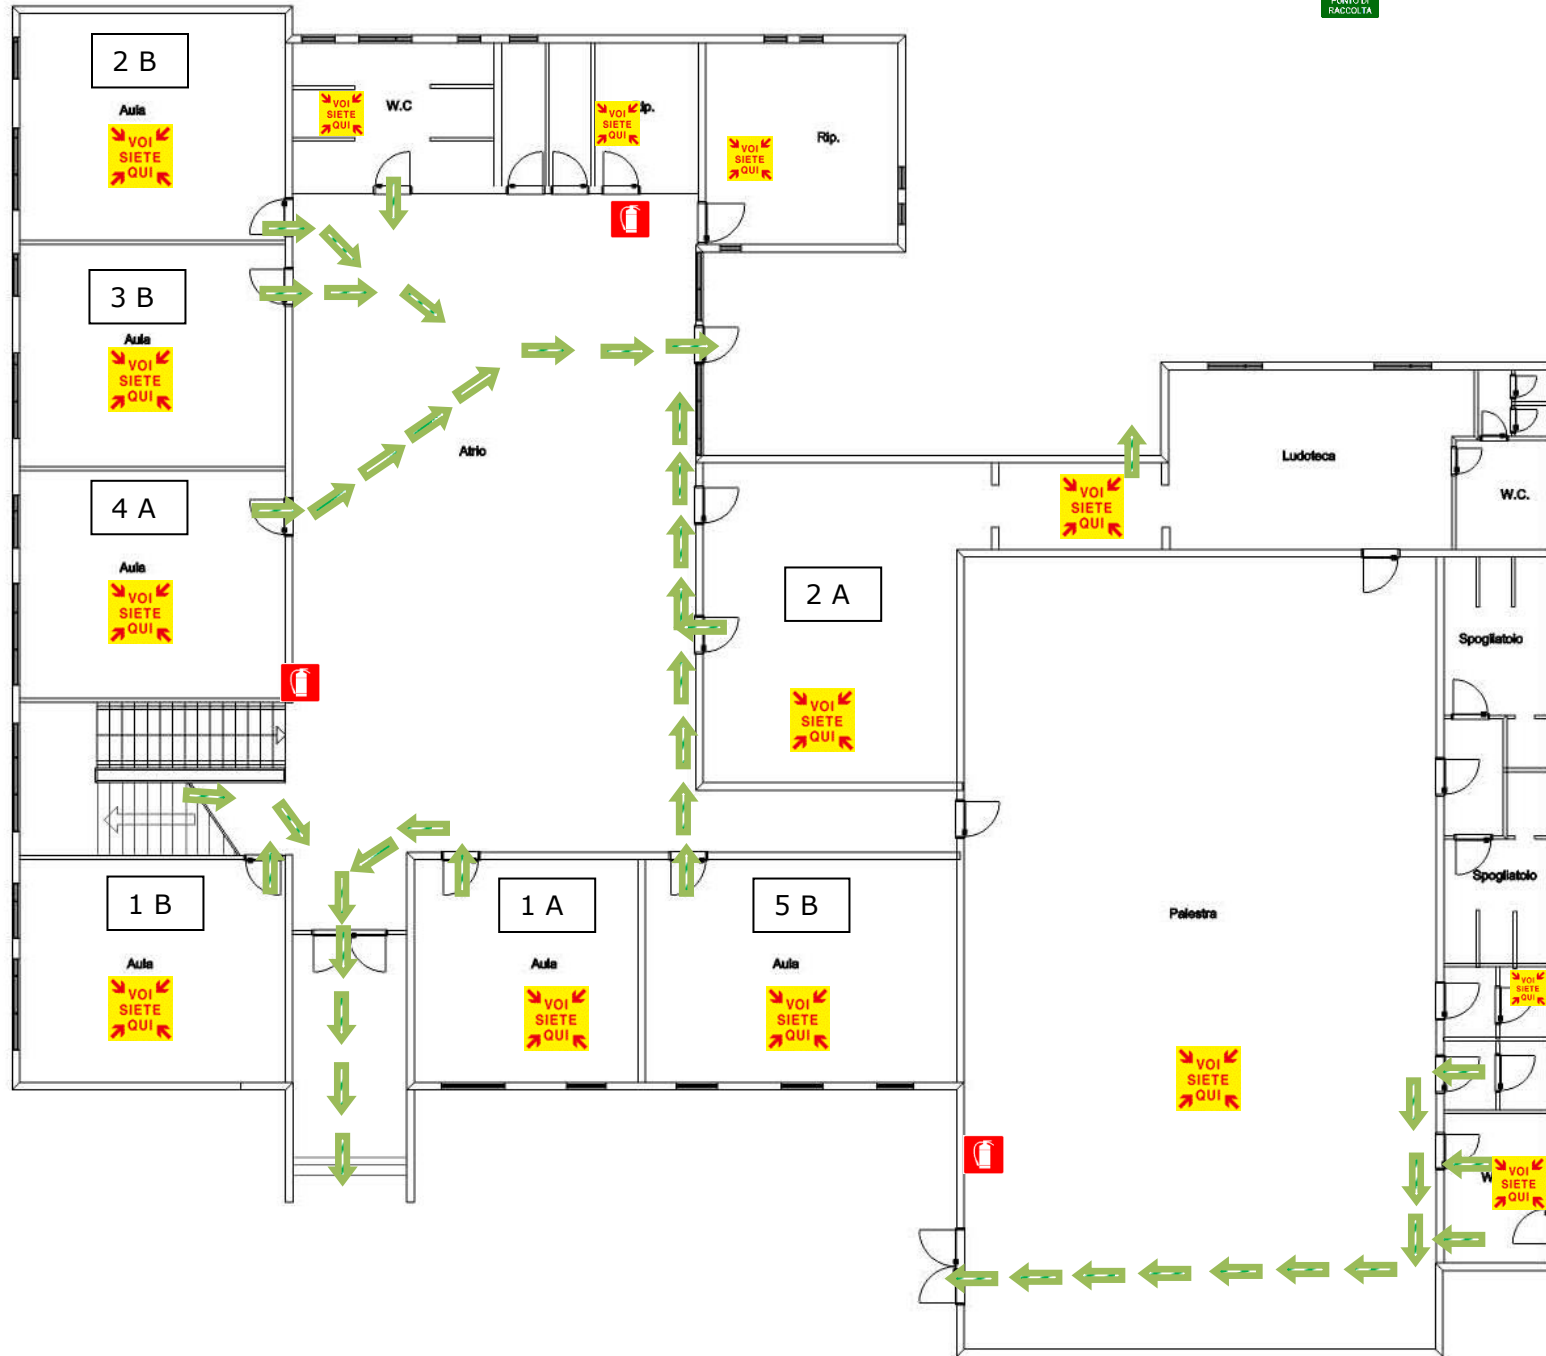 PUNTO DI
RACCOLTA
2 B
Aula
VOI
SIETE
QUI
W.C
VOI
SIETE
QUI
VOI
SIETE
QUI
Rip.
VOI
SIETE
QUI
3 B
Aula
VOI
SIETE
QUI
Atrio
4 A
Aula
VOI
SIETE
QUI
Ludoteca
W.C.
VOI
SIETE
QUI
2 A
VOI
SIETE
QUI
Spogliatoio
Spogliatoio
1 B
Aula
VOI
SIETE
QUI
1 A
Aula
VOI
SIETE
QUI
5 B
Aula
VOI
SIETE
QUI
Palestra
VOI
SIETE
QUI
VOI
SIETE
QUI
VOI
SIETE
QUI